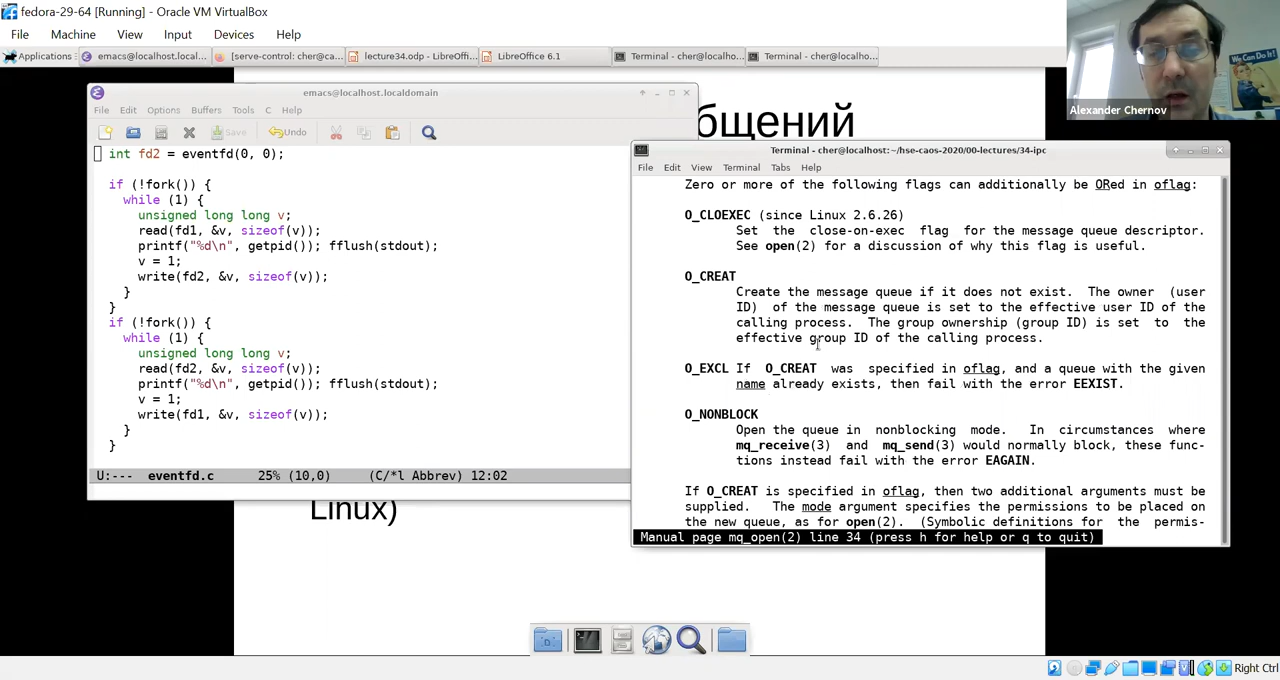 fedora-29-64 [Running] - Oracle VM VirtualBox
File Machine View Input Devices Help
Applications emacs@localhost.local... [serve-control: cher@ca... lecture34.odp - LibreOffi... LibreOffice 6.1 Terminal - cher@localho... Terminal - cher@localho...
We Can Do It!
Alexander Chernov
бщений
emacs@localhost.localdomain
File Edit Options Buffers Tools C Help
Save Undo
int fd2 = eventfd(0, 0);
if (!fork()) {
while (1) {
unsigned long long v;
read(fd1, &v, sizeof(v));
printf("%d\n", getpid()); fflush(stdout);
v = 1;
write(fd2, &v, sizeof(v));
}
}
if (!fork()) {
while (1) {
unsigned long long v;
read(fd2, &v, sizeof(v));
printf("%d\n", getpid()); fflush(stdout);
v = 1;
write(fd1, &v, sizeof(v));
}
}
U:--- eventfd.c 25% (10,0) (C/*l Abbrev) 12:02
Linux)
Terminal - cher@localhost:~/hse-caos-2020/00-lectures/34-ipc
File Edit View Terminal Tabs Help
Zero or more of the following flags can additionally be ORed in oflag:
O_CLOEXEC (since Linux 2.6.26)
Set the close-on-exec flag for the message queue descriptor.
See open(2) for a discussion of why this flag is useful.
O_CREAT
Create the message queue if it does not exist. The owner (user
ID) of the message queue is set to the effective user ID of the
calling process. The group ownership (group ID) is set to the
effective group ID of the calling process.
O_EXCL If O_CREAT was specified in oflag, and a queue with the given
name already exists, then fail with the error EEXIST.
O_NONBLOCK
Open the queue in nonblocking mode. In circumstances where
mq_receive(3) and mq_send(3) would normally block, these func-
tions instead fail with the error EAGAIN.
If O_CREAT is specified in oflag, then two additional arguments must be
supplied. The mode argument specifies the permissions to be placed on
the new queue, as for open(2). (Symbolic definitions for the permis-
Manual page mq_open(2) line 34 (press h for help or q to quit)
Right Ctrl